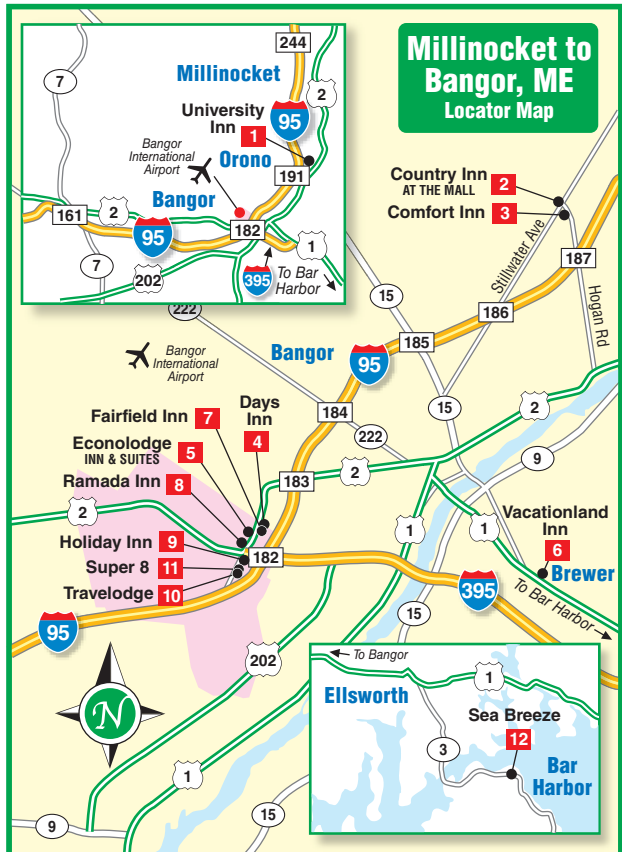 Millinocket to
Bangor, ME
Locator Map
244
7
Millinocket
2
University
Inn
1
95
Bangor
International
Airport
Orono
191
Bangor
161
2
182
95
1
7
202
395
To Bar
Harbor
222
Country Inn
AT THE MALL
2
Comfort Inn
3
Stillwater Ave
187
Hogan Rd
15
186
185
Bangor
International
Airport
Bangor
95
184
15
2
222
Days
Inn
4
Fairfield Inn
7
Econolodge
INN & SUITES
5
Ramada Inn
8
9
2
183
2
1
1
Vacationland
Inn
6
Brewer
Holiday Inn
9
182
Super 8
11
Travelodge
10
395
To Bar Harbor
95
15
202
N
To Bangor
1
Ellsworth
Sea Breeze
12
3
Bar
Harbor
1
9
15